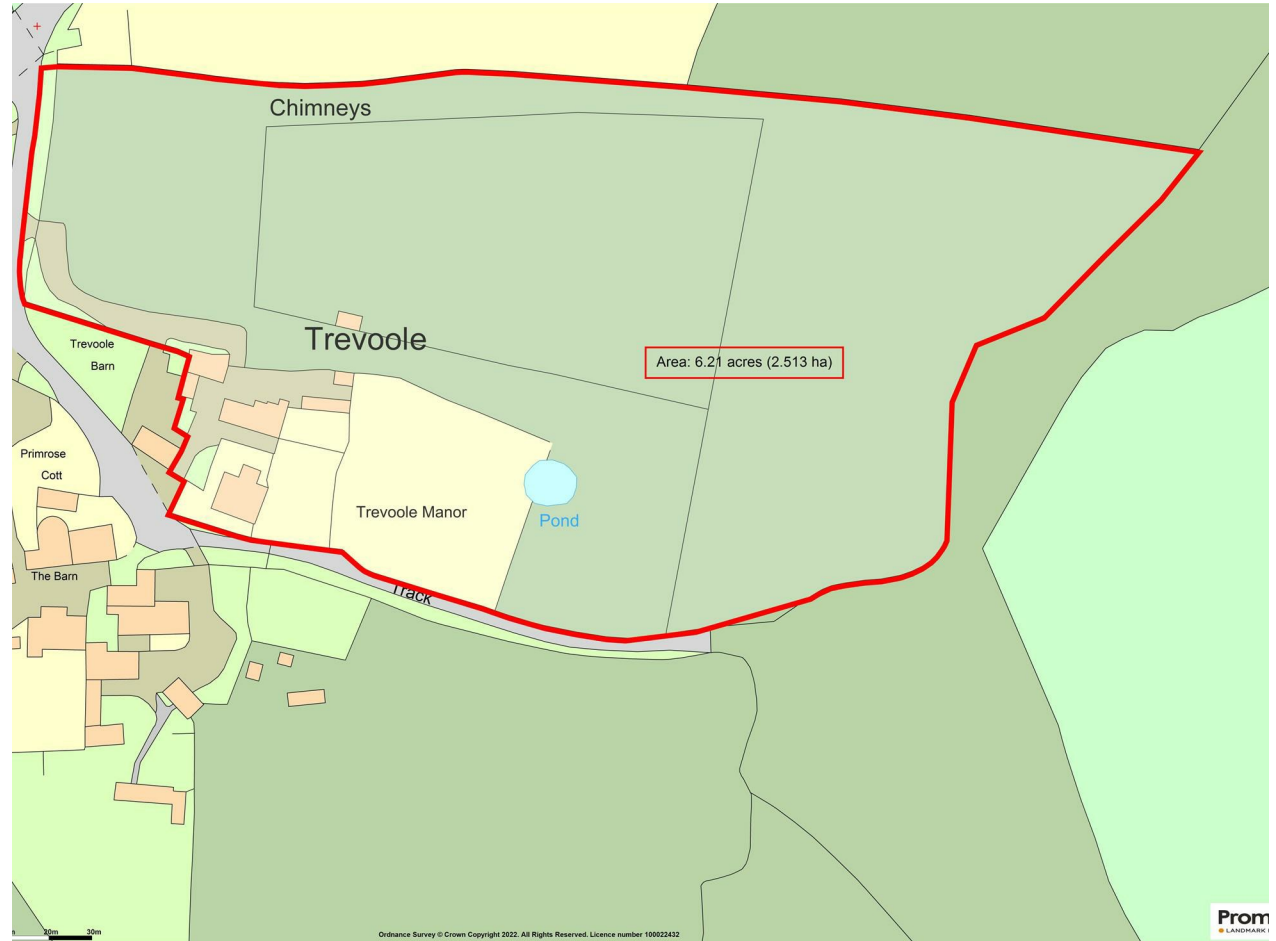 Chimneys
Trevoole
Trevoole
Barn
Area: 6.21 acres (2.513 ha)
Primrose
Cott
Trevoole Manor
Pond
The Barn
Track
20m
30m
Ordnance Survey © Crown Copyright 2022. All Rights Reserved. Licence number 100022432
Prom
LANDMARK